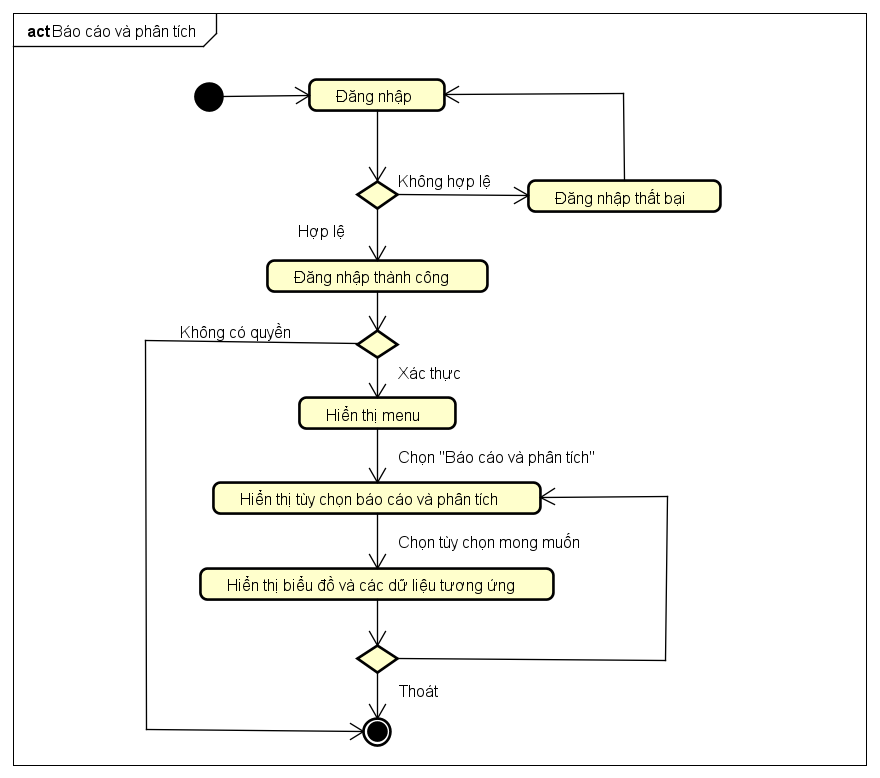 act Báo cáo và phân tích
Đăng nhập
Không hợp lệ
Đăng nhập thất bại
Hợp lệ
Đăng nhập thành công
Không có quyền
Xác thực
Hiển thị menu
Chọn "Báo cáo và phân tích"
Hiển thị tùy chọn báo cáo và phân tích
Chọn tùy chọn mong muốn
Hiển thị biểu đồ và các dữ liệu tương ứng
Thoát